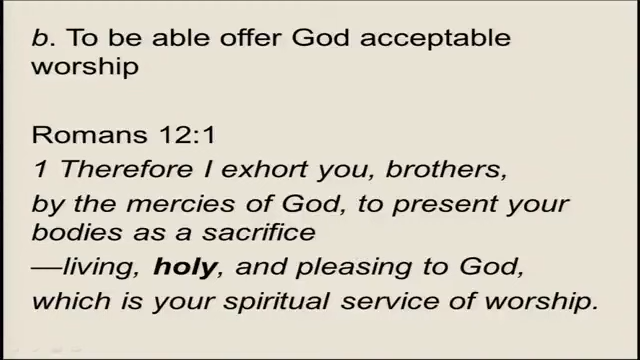 b. To be able offer God acceptable
worship
Romans 12:1
1 Therefore I exhort you, brothers,
by the mercies of God, to present your
bodies as a sacrifice
—living, holy, and pleasing to God,
which is your spiritual service of worship.